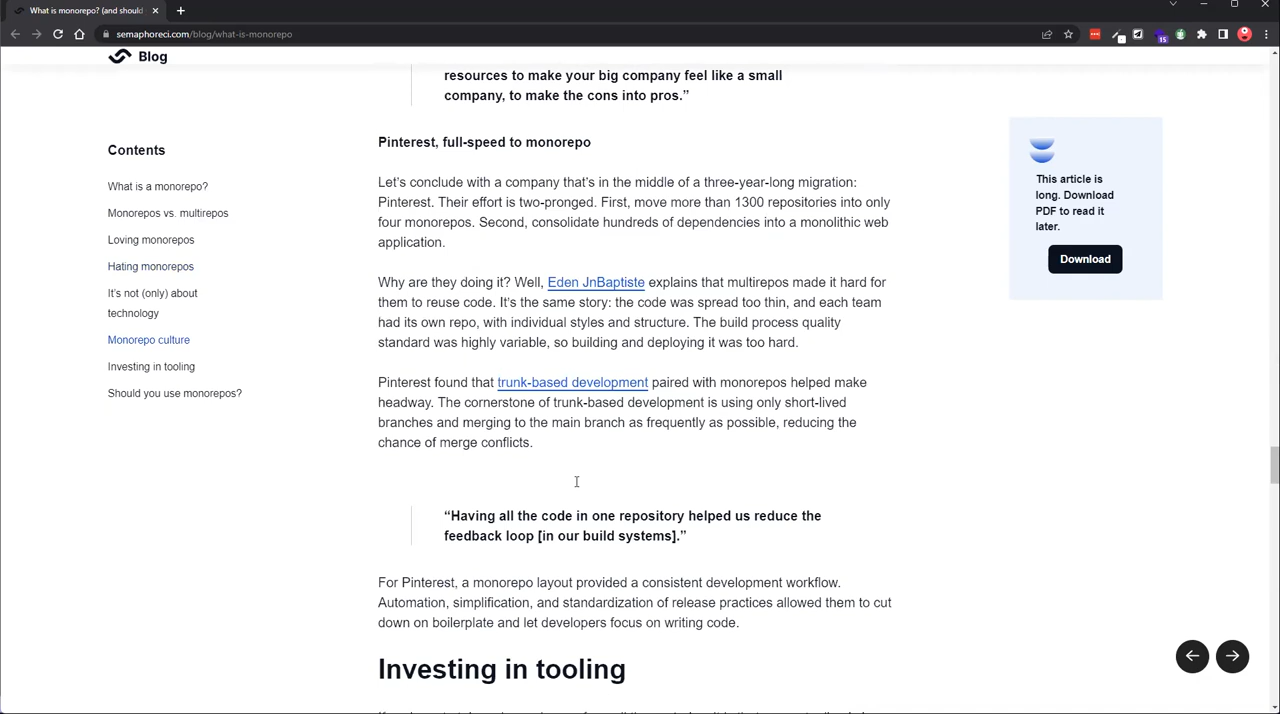 What is monorepo? (and should
semaphoreci.com/blog/what-is-monorepo
15
Blog
resources to make your big company feel like a small
company, to make the cons into pros.”
Contents
What is a monorepo?
Monorepos vs. multirepos
Loving monorepos
Hating monorepos
It’s not (only) about
technology
Monorepo culture
Investing in tooling
Should you use monorepos?
Pinterest, full-speed to monorepo
Let’s conclude with a company that’s in the middle of a three-year-long migration:
Pinterest. Their effort is two-pronged. First, move more than 1300 repositories into only
four monorepos. Second, consolidate hundreds of dependencies into a monolithic web
application.
Why are they doing it? Well, Eden JnBaptiste explains that multirepos made it hard for
them to reuse code. It’s the same story: the code was spread too thin, and each team
had its own repo, with individual styles and structure. The build process quality
standard was highly variable, so building and deploying it was too hard.
Pinterest found that trunk-based development paired with monorepos helped make
headway. The cornerstone of trunk-based development is using only short-lived
branches and merging to the main branch as frequently as possible, reducing the
chance of merge conflicts.
“Having all the code in one repository helped us reduce the
feedback loop [in our build systems].”
For Pinterest, a monorepo layout provided a consistent development workflow.
Automation, simplification, and standardization of release practices allowed them to cut
down on boilerplate and let developers focus on writing code.
Investing in tooling
This article is
long. Download
PDF to read it
later.
Download